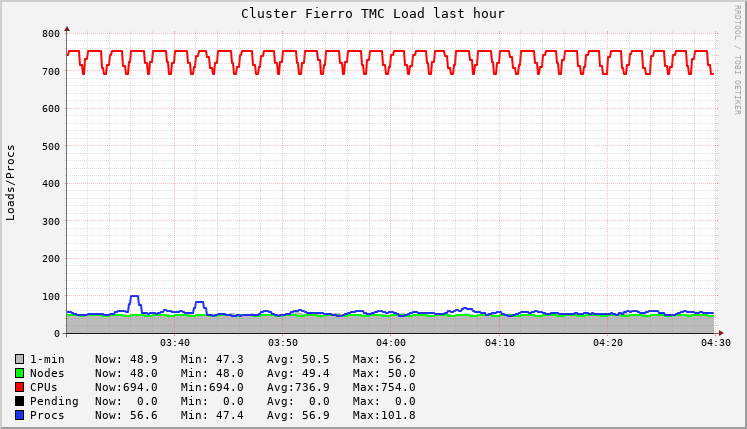 Cluster Fierro TMC Load last hour
RRDTOOL / TOBI OETIKER
Loads/Procs
800
700
600
500
400
300
200
100
0
03:40 03:50 04:00 04:10 04:20 04:30
1-min Now: 48.9 Min: 47.3 Avg: 50.5 Max: 56.2
Nodes Now: 48.0 Min: 48.0 Avg: 49.4 Max: 50.0
CPUs Now:694.0 Min:694.0 Avg:736.9 Max:754.0
Pending Now: 0.0 Min: 0.0 Avg: 0.0 Max: 0.0
Procs Now: 56.6 Min: 47.4 Avg: 56.9 Max:101.8